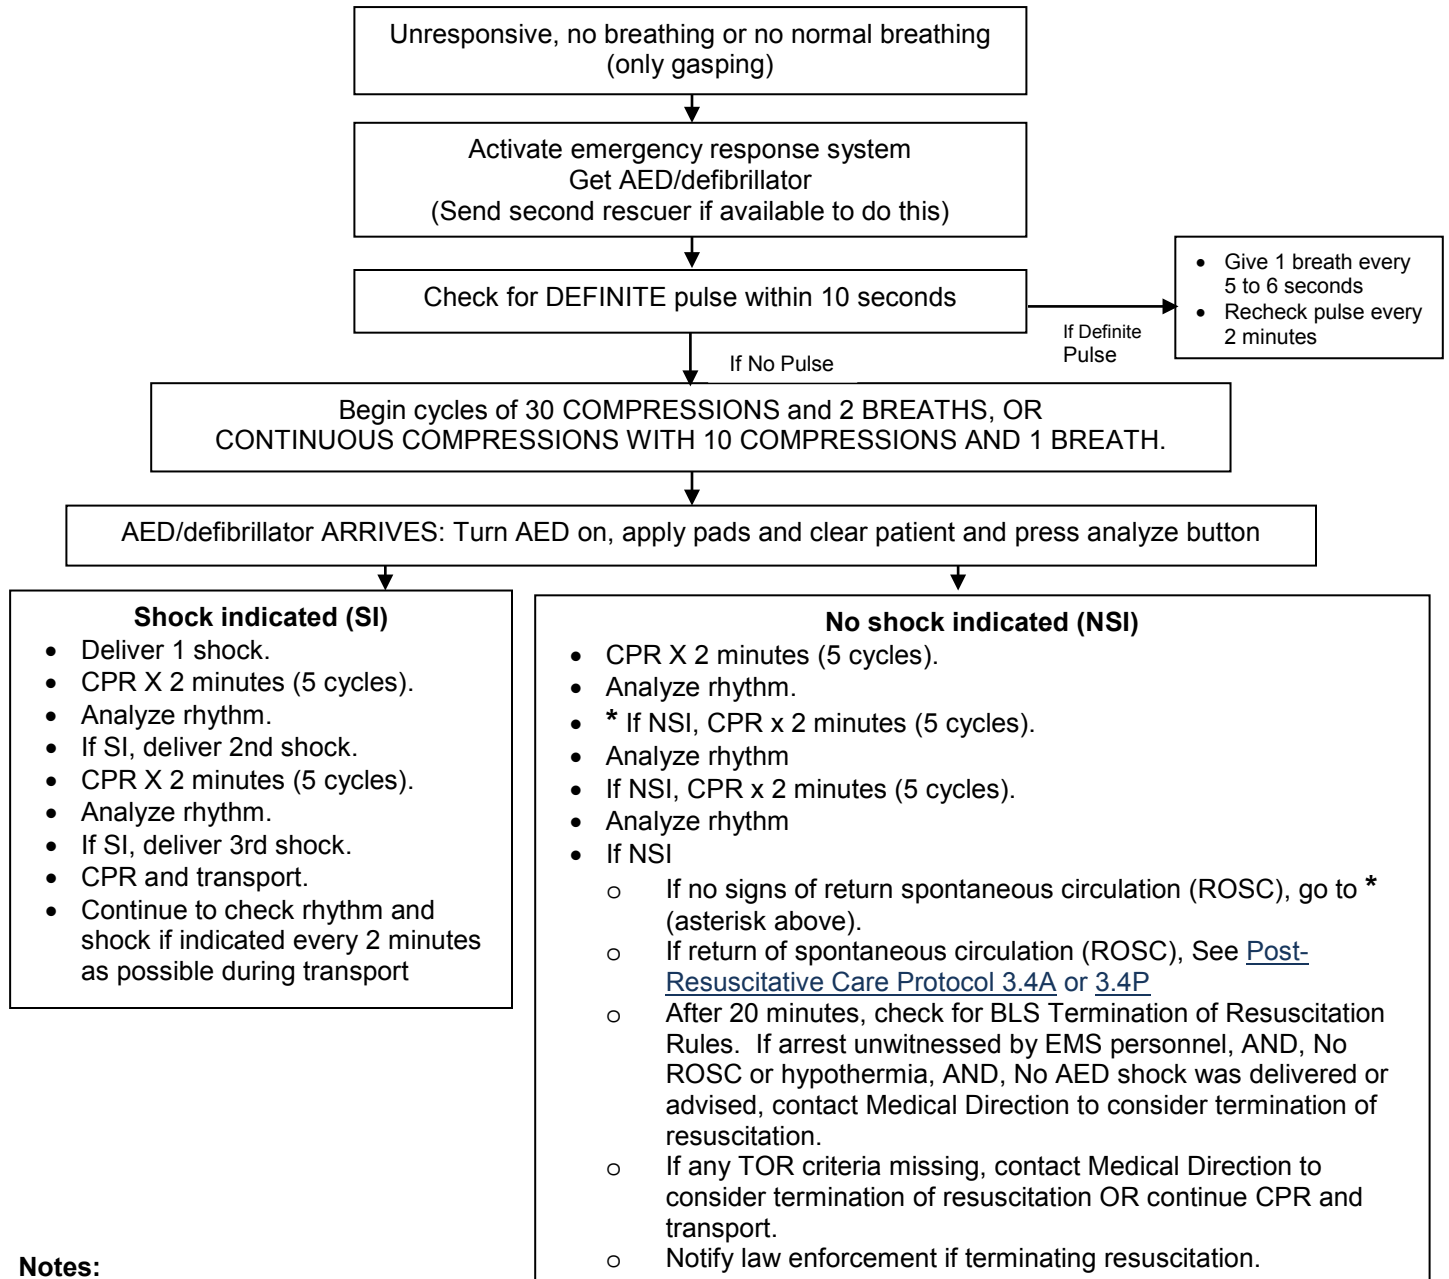 Unresponsive, no breathing or no normal breathing
(only gasping)
Activate emergency response system
Get AED/defibrillator
(Send second rescuer if available to do this)
Check for DEFINITE pulse within 10 seconds
If Definite
Pulse
• Give 1 breath every
5 to 6 seconds
• Recheck pulse every
2 minutes
If No Pulse
Begin cycles of 30 COMPRESSIONS and 2 BREATHS, OR
CONTINUOUS COMPRESSIONS WITH 10 COMPRESSIONS AND 1 BREATH.
AED/defibrillator ARRIVES: Turn AED on, apply pads and clear patient and press analyze button
Shock indicated (SI)
• Deliver 1 shock.
• CPR X 2 minutes (5 cycles).
• Analyze rhythm.
• If SI, deliver 2nd shock.
• CPR X 2 minutes (5 cycles).
• Analyze rhythm.
• If SI, deliver 3rd shock.
• CPR and transport.
• Continue to check rhythm and
shock if indicated every 2 minutes
as possible during transport
No shock indicated (NSI)
• CPR X 2 minutes (5 cycles).
• Analyze rhythm.
• * If NSI, CPR x 2 minutes (5 cycles).
• Analyze rhythm
• If NSI, CPR x 2 minutes (5 cycles).
• Analyze rhythm
• If NSI
o If no signs of return spontaneous circulation (ROSC), go to *
(asterisk above).
o If return of spontaneous circulation (ROSC), See Post-
Resuscitative Care Protocol 3.4A or 3.4P
o After 20 minutes, check for BLS Termination of Resuscitation
Rules. If arrest unwitnessed by EMS personnel, AND, No
ROSC or hypothermia, AND, No AED shock was delivered or
advised, contact Medical Direction to consider termination of
resuscitation.
o If any TOR criteria missing, contact Medical Direction to
consider termination of resuscitation OR continue CPR and
transport.
o Notify law enforcement if terminating resuscitation.
Notes: